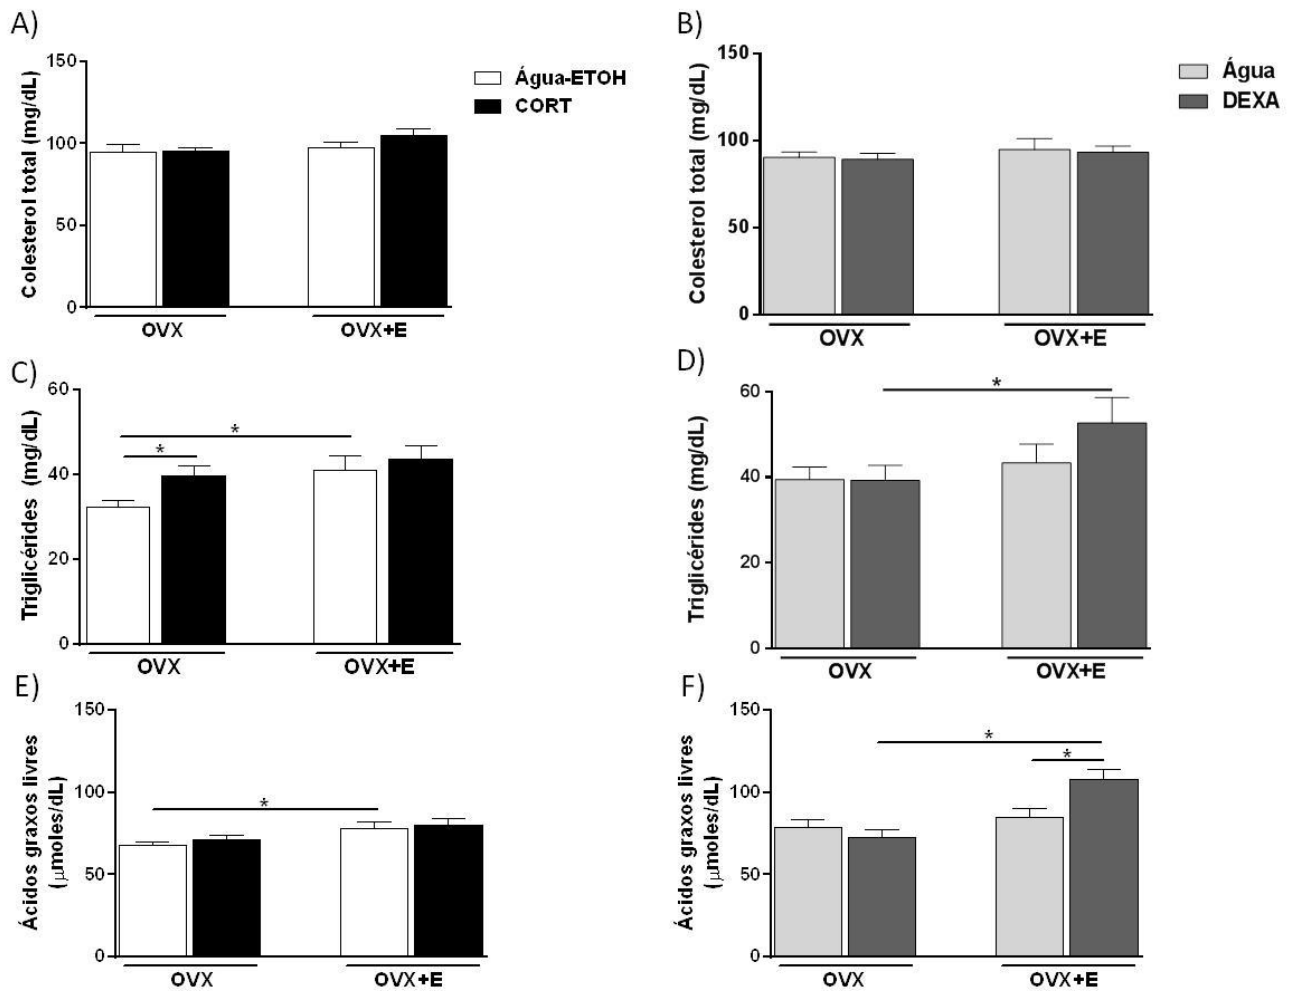 A)
Colesterol total (mg/dL)
150
100
50
0
Água-ETOH
CORT
OVX
OVX+E
B)
Colesterol total (mg/dL)
150
100
50
0
Água
DEXA
OVX
OVX+E
C)
Triglicérides (mg/dL)
60
40
20
0
*
*
OVX
OVX+E
D)
Triglicérides (mg/dL)
60
40
20
0
*
OVX
OVX+E
E)
Ácidos graxos livres
(µmoles/dL)
150
100
50
0
*
OVX
OVX+E
F)
Ácidos graxos livres
(µmoles/dL)
150
100
50
0
*
*
OVX
OVX+E